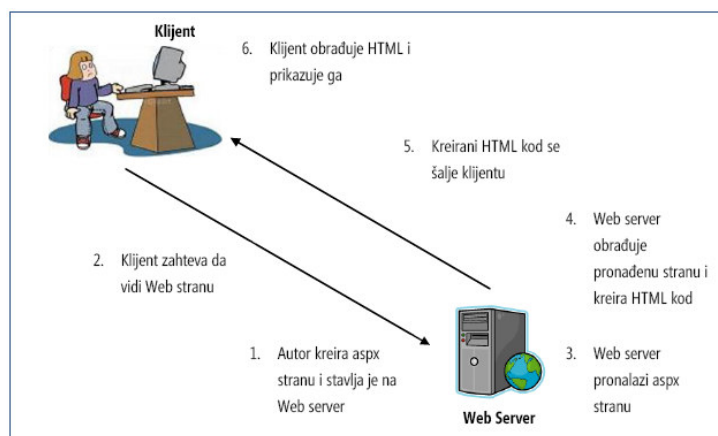 Klijent
6. Klijent obrađuje HTML i
prikazuje ga
5. Kreirani HTML kod se
šalje klijentu
4. Web server
obrađuje
pronađenu stranu i
kreira HTML kod
2. Klijent zahteva da
vidi Web stranu
1. Autor kreira aspx
stranu i stavlja je na
Web server
3. Web server
pronalazi aspx
stranu
Web Server